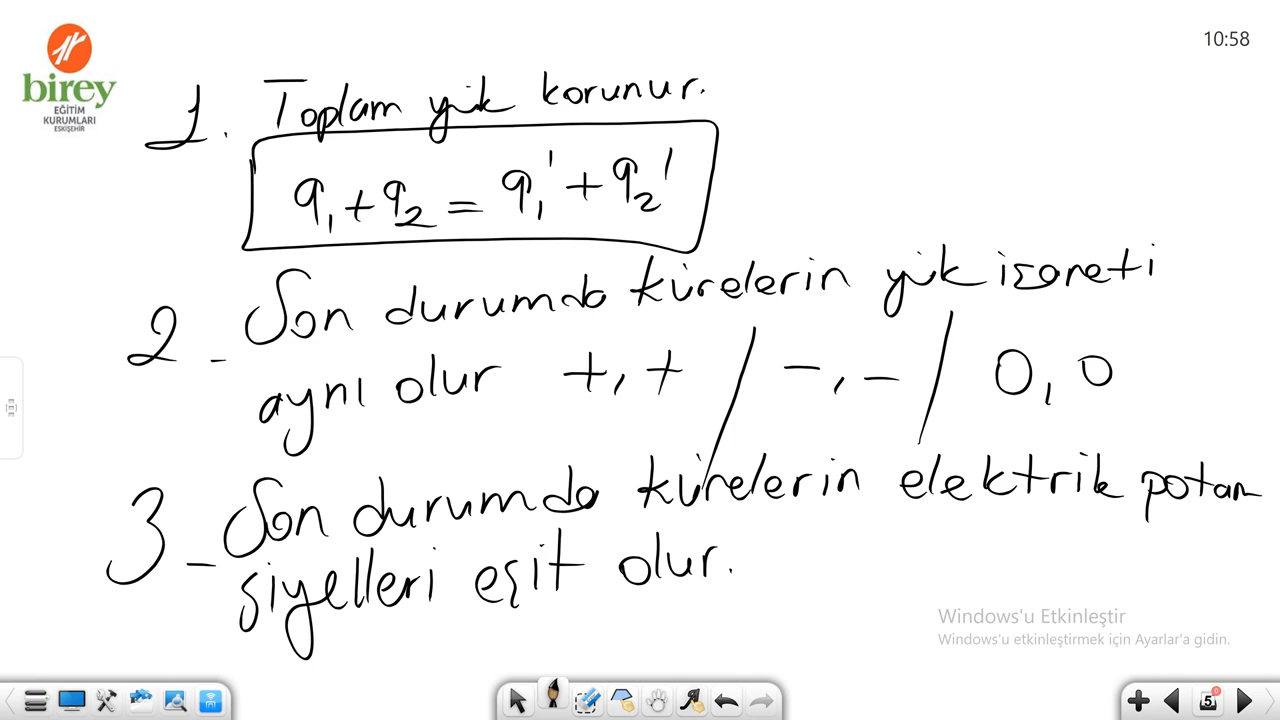 birey
EĞİTİM
KURUMLARI
ESKİŞEHİR
10:58
1. Toplam yük korunur.
q₁+q₂ = q₁'+q₂'
2- Son durumda kürelerin yük işareti
aynı olur +,+ / -,- / 0,0
3- Son durumda kürelerin elektrik potan
siyelleri eşit olur.
Windows'u Etkinleştir
Windows'u etkinleştirmek için Ayarlar'a gidin.
5